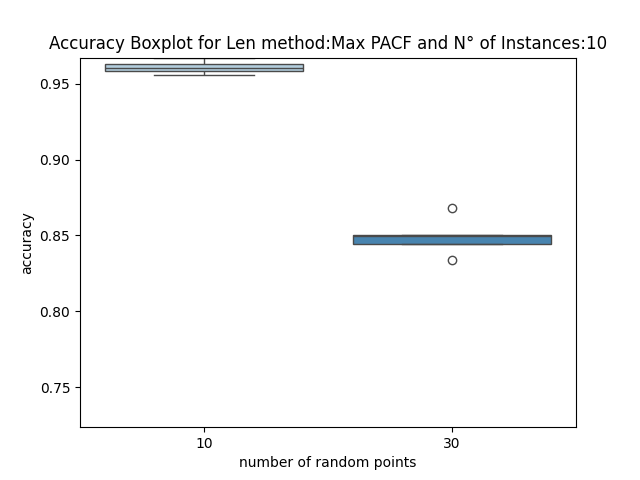 Accuracy Boxplot for Len method:Max PACF and N° of Instances:10
0.95
0.90
0.85
0.80
0.75
accuracy
10 30
number of random points